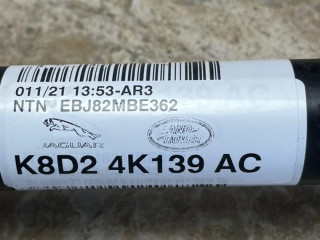 011/21 13:53-AR3
NTN EBJ82MBE362
JAGUAR
LAND-
ROVER
K8D2 4K139 AC